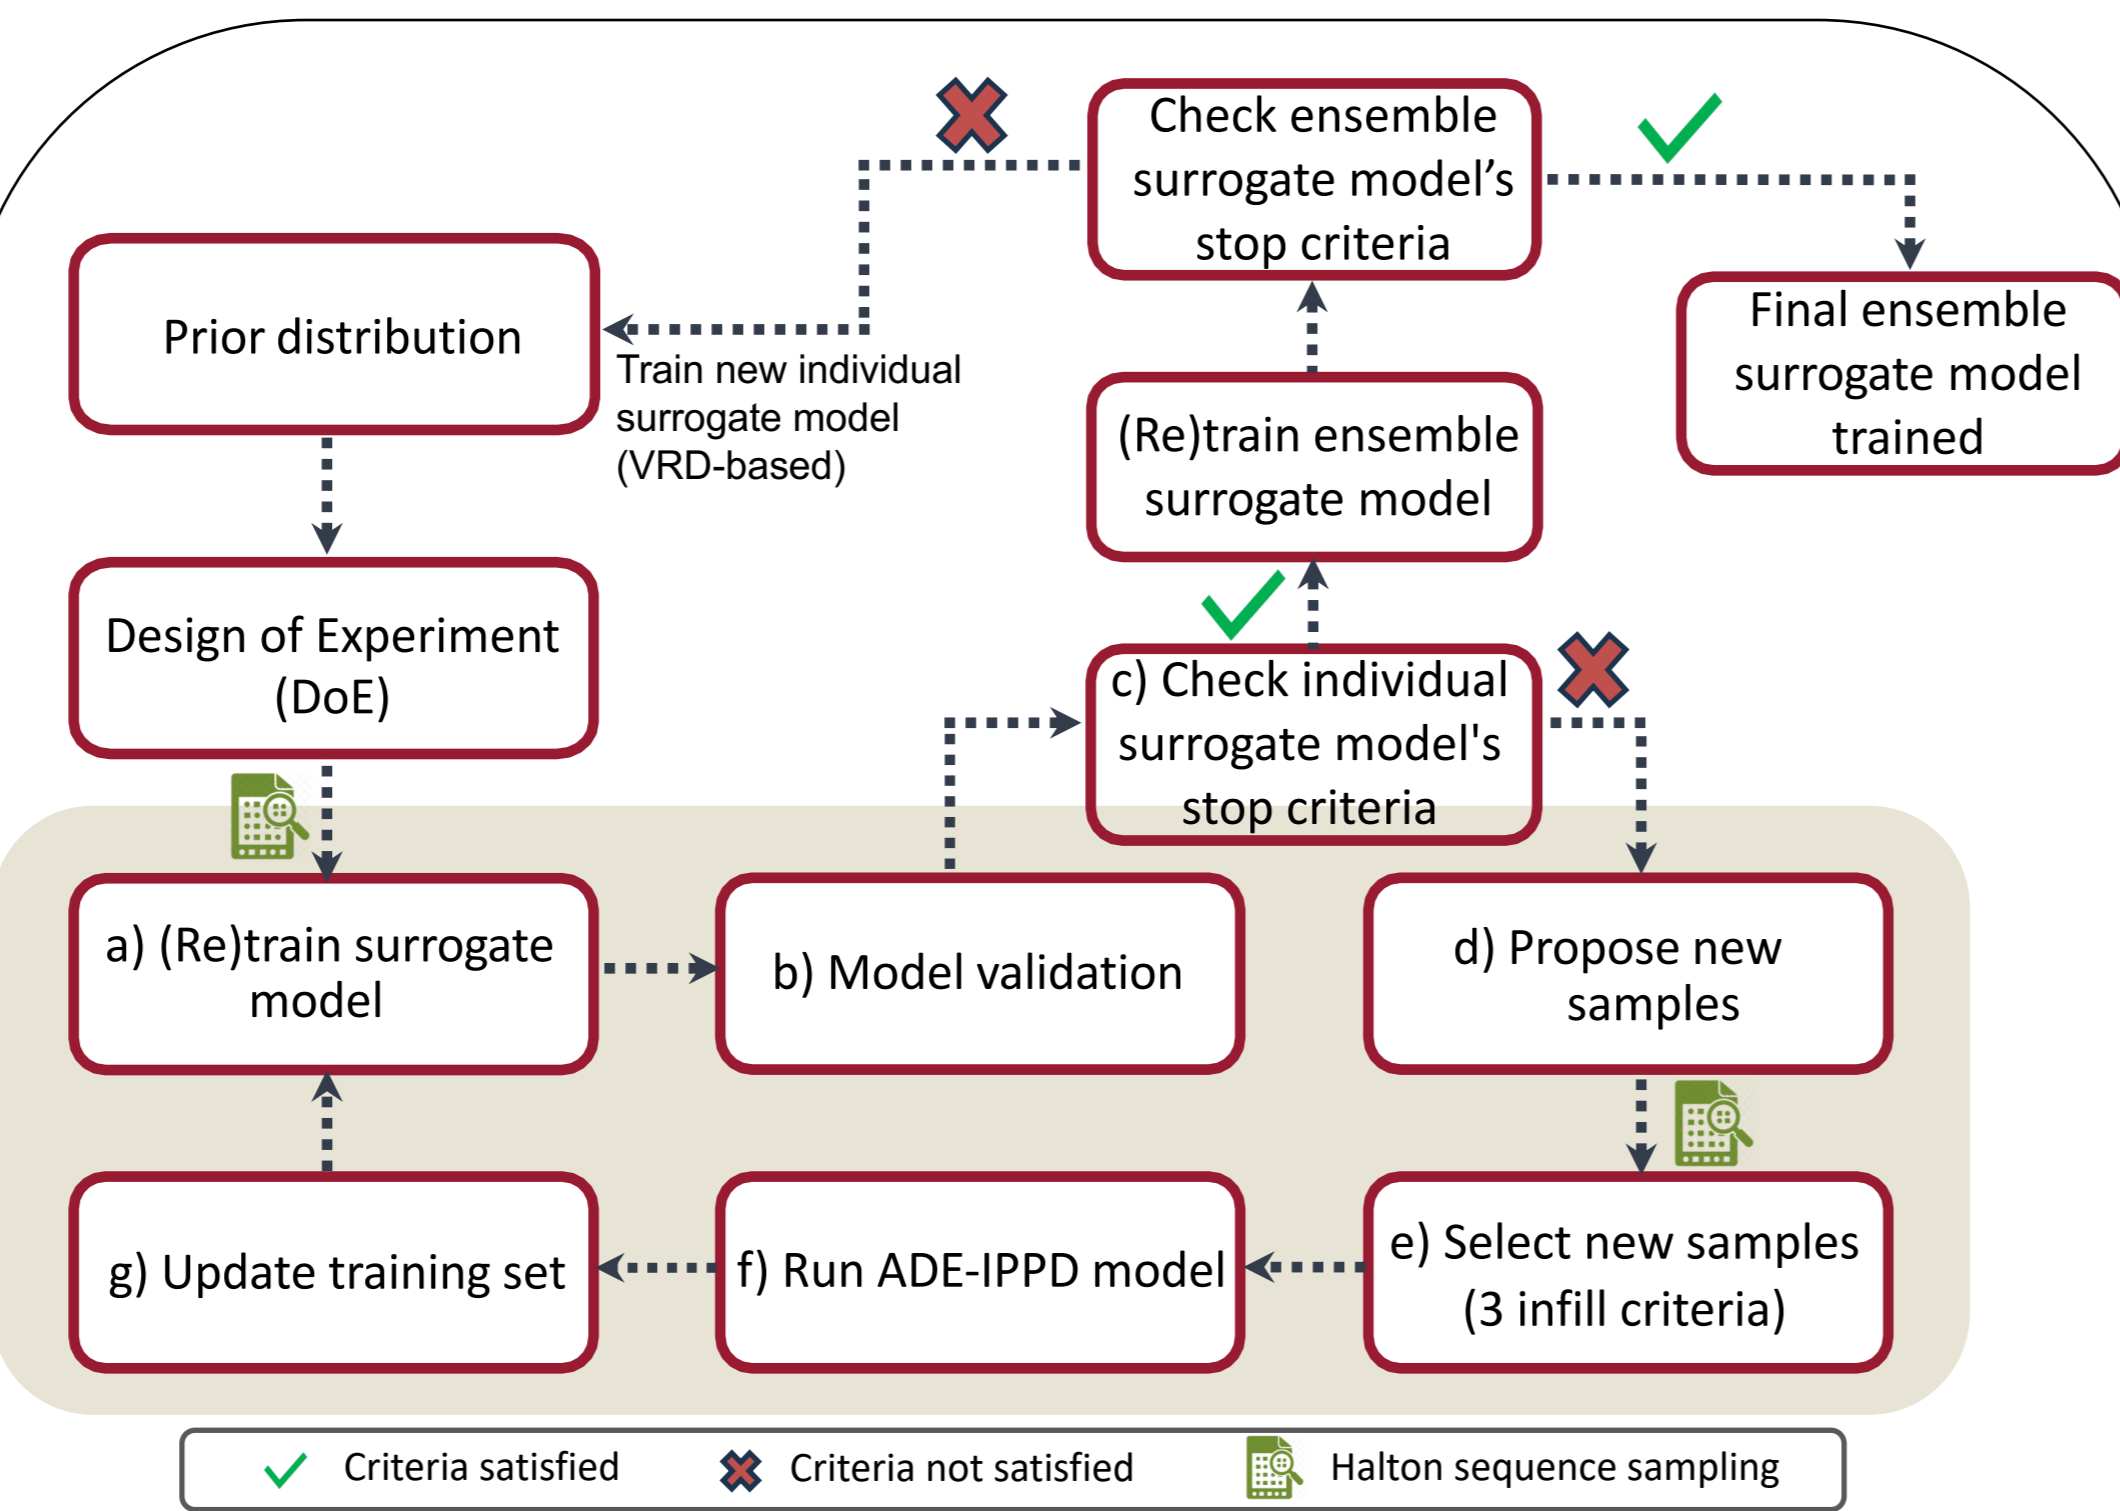 Check ensemble
surrogate model’s
stop criteria
Prior distribution
Final ensemble
surrogate model
trained
Train new individual
surrogate model
(VRD-based)
(Re)train ensemble
surrogate model
Design of Experiment
(DoE)
c) Check individual
surrogate model's
stop criteria
a) (Re)train surrogate
model
b) Model validation
d) Propose new
samples
g) Update training set
f) Run ADE-IPPD model
e) Select new samples
(3 infill criteria)
Criteria satisfied
Criteria not satisfied
Halton sequence sampling